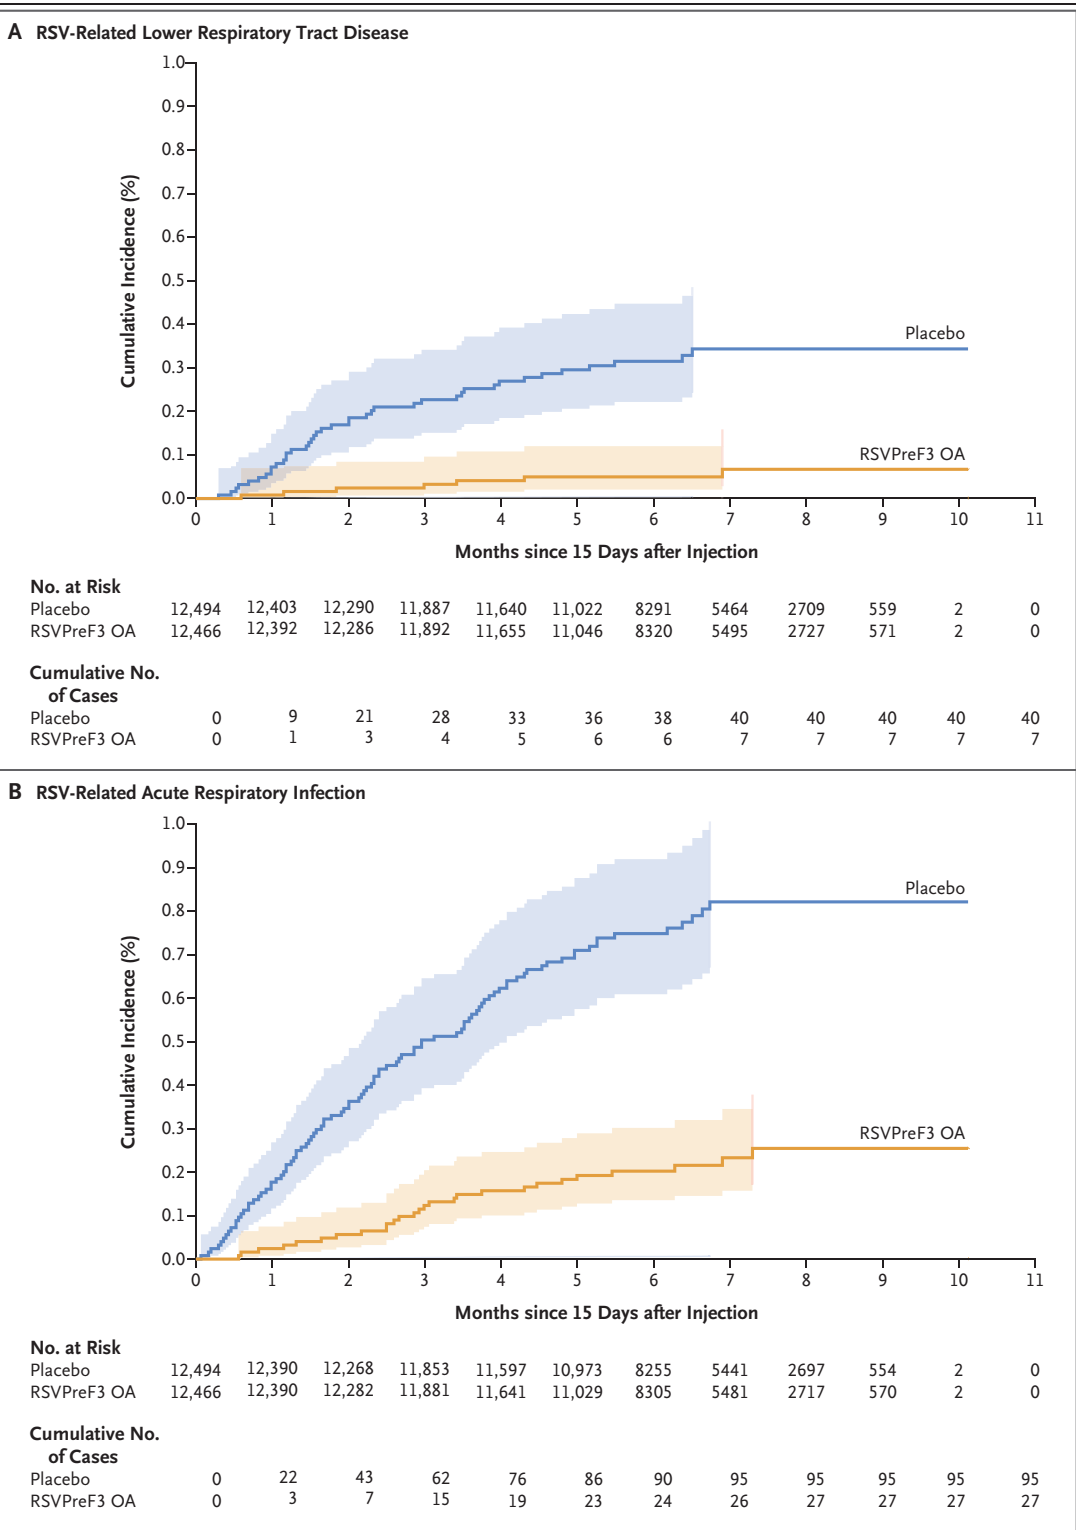 A RSV-Related Lower Respiratory Tract Disease
1.0
0.9
0.8
0.7
0.6
0.5
0.4
0.3
0.2
0.1
0.0
Cumulative Incidence (%)
Placebo
RSVPreF3 OA
0 1 2 3 4 5 6 7 8 9 10 11
Months since 15 Days after Injection
No. at Risk
Placebo 12,494 12,403 12,290 11,887 11,640 11,022 8291 5464 2709 559 2 0
RSVPreF3 OA 12,466 12,392 12,286 11,892 11,655 11,046 8320 5495 2727 571 2 0
Cumulative No.
of Cases
Placebo 0 9 21 28 33 36 38 40 40 40 40 40
RSVPreF3 OA 0 1 3 4 5 6 6 7 7 7 7 7
B RSV-Related Acute Respiratory Infection
1.0
0.9
0.8
0.7
0.6
0.5
0.4
0.3
0.2
0.1
0.0
Cumulative Incidence (%)
Placebo
RSVPreF3 OA
0 1 2 3 4 5 6 7 8 9 10 11
Months since 15 Days after Injection
No. at Risk
Placebo 12,494 12,390 12,268 11,853 11,597 10,973 8255 5441 2697 554 2 0
RSVPreF3 OA 12,466 12,390 12,282 11,881 11,641 11,029 8305 5481 2717 570 2 0
Cumulative No.
of Cases
Placebo 0 22 43 62 76 86 90 95 95 95 95 95
RSVPreF3 OA 0 3 7 15 19 23 24 26 27 27 27 27